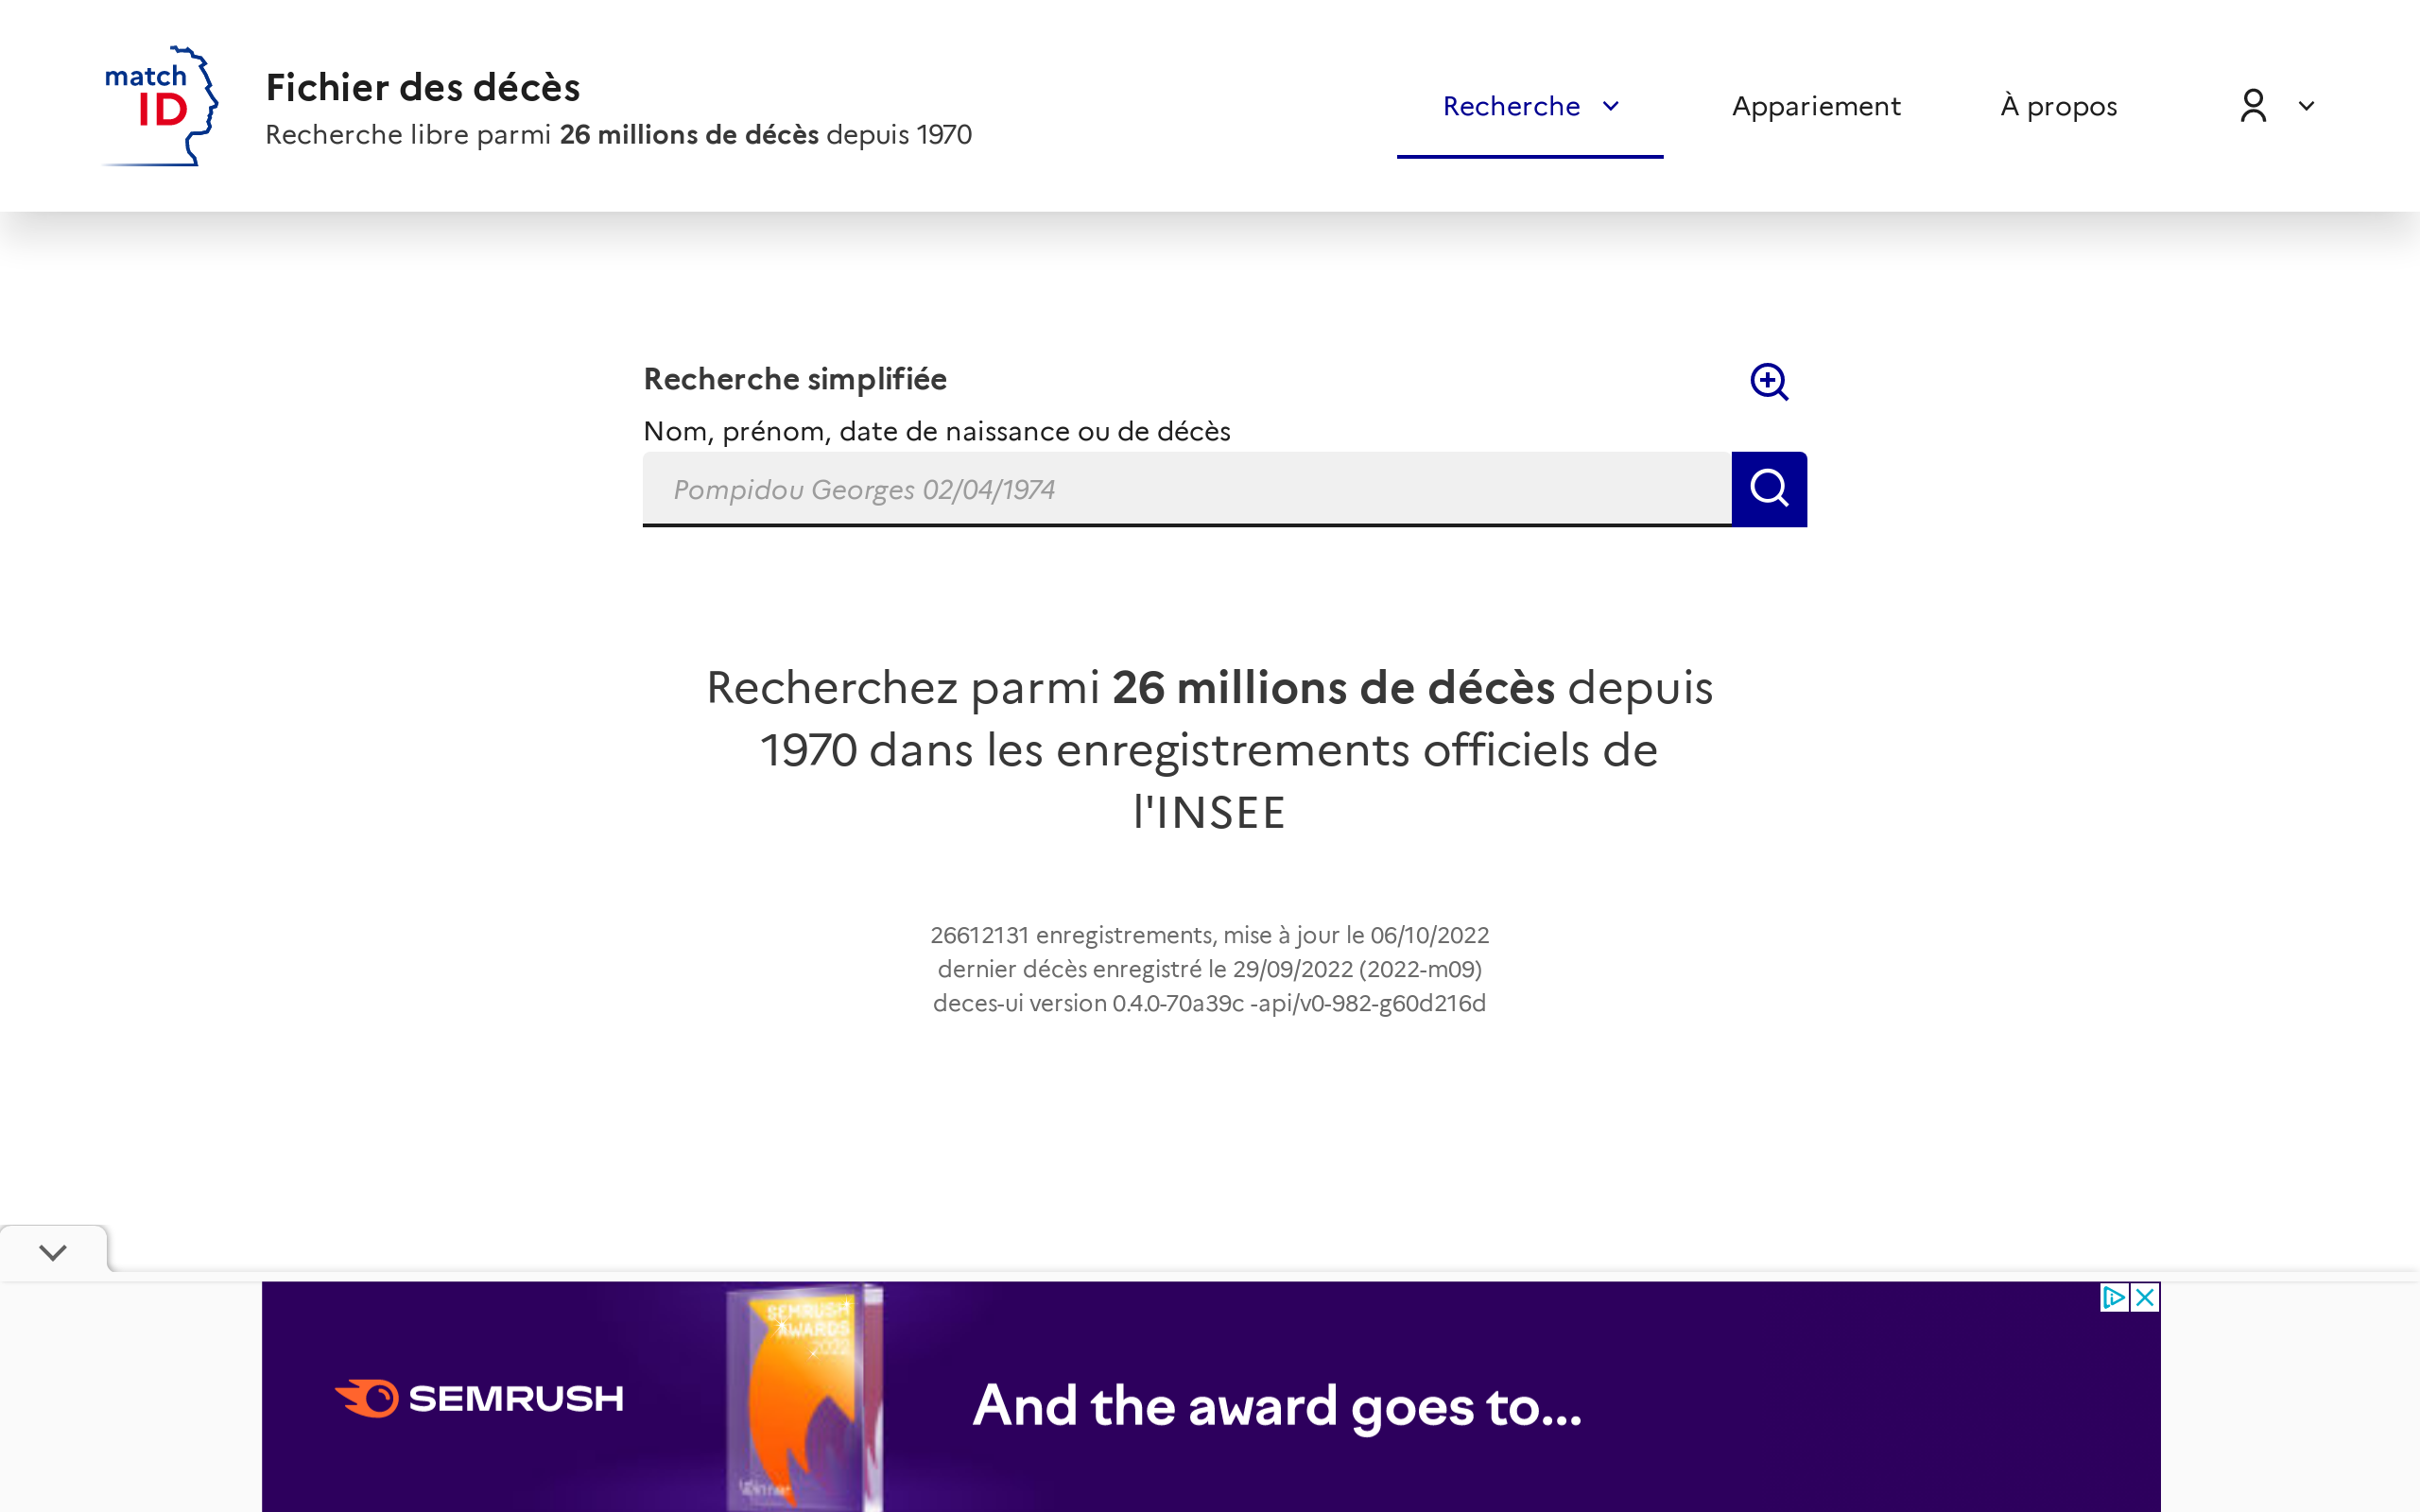 match
ID
Fichier des décès
Recherche libre parmi 26 millions de décès depuis 1970
Recherche
Appariement
À propos
Recherche simplifiée
Nom, prénom, date de naissance ou de décès
Pompidou Georges 02/04/1974
Recherchez parmi 26 millions de décès depuis
1970 dans les enregistrements officiels de
l'INSEE
26612131 enregistrements, mise à jour le 06/10/2022
dernier décès enregistré le 29/09/2022 (2022-m09)
deces-ui version 0.4.0-70a39c -api/v0-982-g60d216d
SEMRUSH
SEMRUSH
AWARDS
2022
And the award goes to...